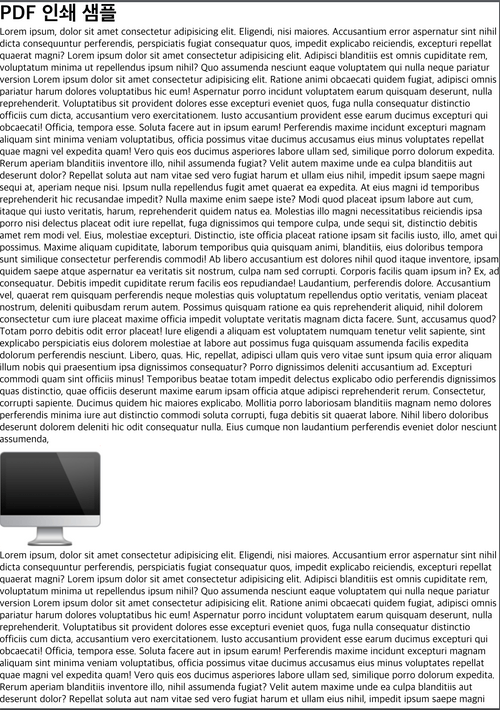 PDF 인쇄 샘플
Lorem ipsum, dolor sit amet consectetur adipisicing elit. Eligendi, nisi maiores. Accusantium error aspernatur sint nihil
dicta consequuntur perferendis, perspiciatis fugiat consequatur quos, impedit explicabo reiciendis, excepturi repellat
quaerat magni? Lorem ipsum dolor sit amet consectetur adipisicing elit. Adipisci blanditiis est omnis cupiditate rem,
voluptatum minima ut repellendus ipsum nihil? Quo assumenda nesciunt eaque voluptatem qui nulla neque pariatur
version Lorem ipsum dolor sit amet consectetur adipisicing elit. Ratione animi obcaecati quidem fugiat, adipisci omnis
pariatur harum dolores voluptatibus hic eum! Aspernatur porro incidunt voluptatem earum quisquam deserunt, nulla
reprehenderit. Voluptatibus sit provident dolores esse excepturi eveniet quos, fuga nulla consequatur distinctio
officiis cum dicta, accusantium vero exercitationem. Iusto accusantium provident esse earum ducimus excepturi qui
obcaecati! Officia, tempora esse. Soluta facere aut in ipsum earum! Perferendis maxime incidunt excepturi magnam
aliquam sint minima veniam voluptatibus, officia possimus vitae ducimus accusamus eius minus voluptates repellat
quae magni vel expedita quam! Vero quis eos ducimus asperiores labore ullam sed, similique porro dolorum expedita.
Rerum aperiam blanditiis inventore illo, nihil assumenda fugiat? Velit autem maxime unde ea culpa blanditiis aut
deserunt dolor? Repellat soluta aut nam vitae sed vero fugiat harum et ullam eius nihil, impedit ipsum saepe magni
sequi at, aperiam neque nisi. Ipsum nulla repellendus fugit amet quaerat ea expedita. At eius magni id temporibus
reprehenderit hic recusandae impedit? Nulla maxime enim saepe iste? Modi quod placeat ipsum labore aut cum,
itaque qui iusto veritatis, harum, reprehenderit quidem natus ea. Molestias illo magni necessitatibus reiciendis ipsa
porro nisi delectus placeat odit iure repellat, fuga dignissimos qui tempore culpa, unde sequi sit, distinctio debitis
amet rem modi vel. Eius, molestiae excepturi. Distinctio, iste officia placeat ratione ipsam sit facilis iusto, illo, amet qui
possimus. Maxime aliquam cupiditate, laborum temporibus quia quisquam animi, blanditiis, eius doloribus tempora
sunt similique consectetur perferendis commodi! Ab libero accusantium est dolores nihil quod itaque inventore, ipsam
quidem saepe atque aspernatur ea veritatis sit nostrum, culpa nam sed corrupti. Corporis facilis quam ipsum in? Ex, ad
consequatur. Debitis impedit cupiditate rerum facilis eos repudiandae! Laudantium, perferendis dolore. Accusantium
vel, quaerat rem quisquam perferendis neque molestias quis voluptatum repellendus optio veritatis, veniam placeat
nostrum, deleniti quibusdam rerum autem. Possimus quisquam ratione ea quis reprehenderit aliquid, nihil dolorem
consectetur cum iure placeat maxime officia impedit voluptate veritatis magnam dicta facere. Sunt, accusamus quod?
Totam porro debitis odit error placeat! Iure eligendi a aliquam est voluptatem numquam tenetur velit sapiente, sint
explicabo perspiciatis eius dolorem molestiae at labore aut possimus fuga quisquam assumenda facilis expedita
dolorum perferendis nesciunt. Libero, quas. Hic, repellat, adipisci ullam quis vero vitae sunt ipsum quia error aliquam
illum nobis qui praesentium ipsa dignissimos consequatur? Porro dignissimos deleniti accusantium ad. Excepturi
commodi quam sint officiis minus! Temporibus beatae totam impedit delectus explicabo odio perferendis dignissimos
quas distinctio, quae officiis deserunt maxime earum ipsam officia atque adipisci reprehenderit rerum. Consectetur,
corrupti sapiente. Ducimus quidem hic maiores explicabo. Mollitia porro laboriosam blanditiis magnam nemo dolores
perferendis minima iure aut distinctio commodi soluta corrupti, fuga debitis sit quaerat labore. Nihil libero doloribus
deserunt dolorem deleniti hic odit consequatur nulla. Eius cumque non laudantium perferendis eveniet dolor nesciunt
assumenda,
Lorem ipsum, dolor sit amet consectetur adipisicing elit. Eligendi, nisi maiores. Accusantium error aspernatur sint nihil
dicta consequuntur perferendis, perspiciatis fugiat consequatur quos, impedit explicabo reiciendis, excepturi repellat
quaerat magni? Lorem ipsum dolor sit amet consectetur adipisicing elit. Adipisci blanditiis est omnis cupiditate rem,
voluptatum minima ut repellendus ipsum nihil? Quo assumenda nesciunt eaque voluptatem qui nulla neque pariatur
version Lorem ipsum dolor sit amet consectetur adipisicing elit. Ratione animi obcaecati quidem fugiat, adipisci omnis
pariatur harum dolores voluptatibus hic eum! Aspernatur porro incidunt voluptatem earum quisquam deserunt, nulla
reprehenderit. Voluptatibus sit provident dolores esse excepturi eveniet quos, fuga nulla consequatur distinctio
officiis cum dicta, accusantium vero exercitationem. Iusto accusantium provident esse earum ducimus excepturi qui
obcaecati! Officia, tempora esse. Soluta facere aut in ipsum earum! Perferendis maxime incidunt excepturi magnam
aliquam sint minima veniam voluptatibus, officia possimus vitae ducimus accusamus eius minus voluptates repellat
quae magni vel expedita quam! Vero quis eos ducimus asperiores labore ullam sed, similique porro dolorum expedita.
Rerum aperiam blanditiis inventore illo, nihil assumenda fugiat? Velit autem maxime unde ea culpa blanditiis aut
deserunt dolor? Repellat soluta aut nam vitae sed vero fugiat harum et ullam eius nihil, impedit ipsum saepe magni